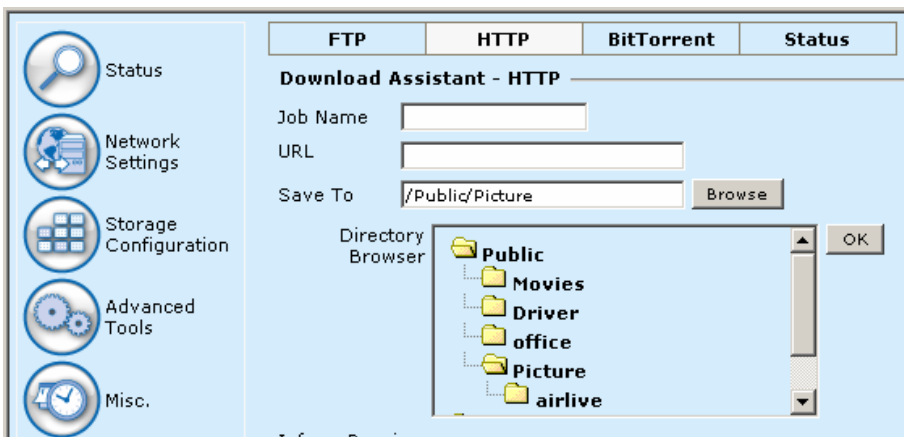 Status
Network
Settings
Storage
Configuration
Advanced
Tools
Misc.
FTP HTTP BitTorrent Status
Download Assistant - HTTP
Job Name
URL
Save To /Public/Picture Browse
Directory
Browser
Public
Movies
Driver
office
Picture
airlive
OK